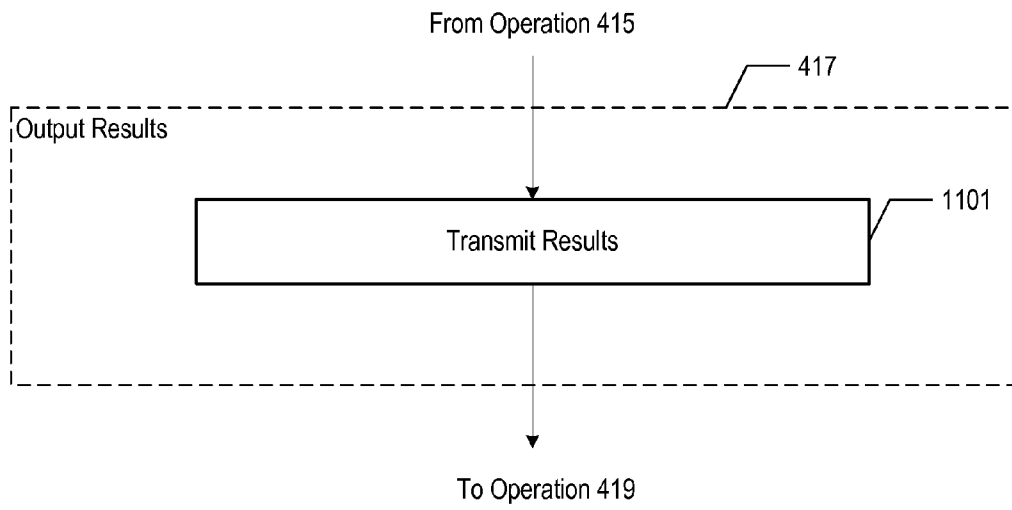 From Operation 415
417
Output Results
1101
Transmit Results
To Operation 419